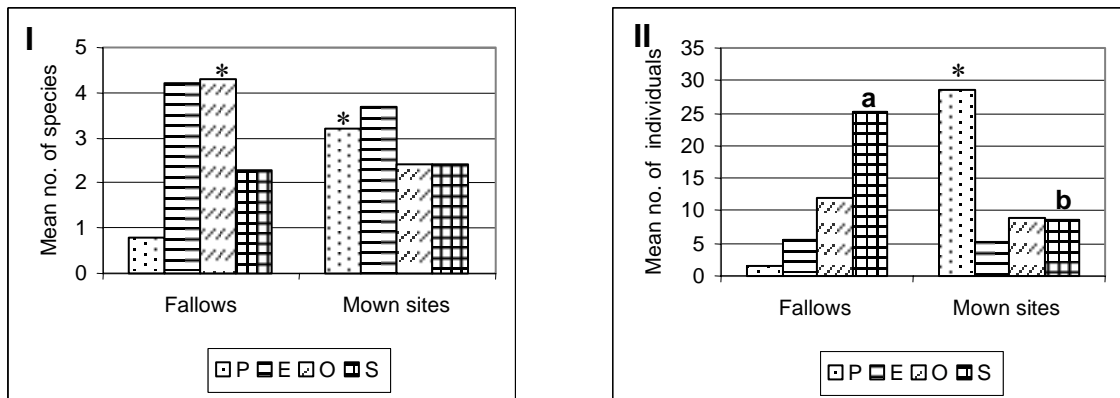 I
Mean no. of species
5
4
3
2
1
0
*
*
Fallows
Mown sites
P E O S
II
Mean no. of individuals
35
30
25
20
15
10
5
0
a
*
b
Fallows
Mown sites
P E O S